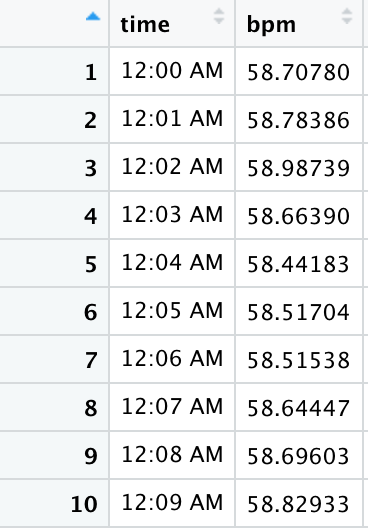 time bpm
1 12:00 AM 58.70780
2 12:01 AM 58.78386
3 12:02 AM 58.98739
4 12:03 AM 58.66390
5 12:04 AM 58.44183
6 12:05 AM 58.51704
7 12:06 AM 58.51538
8 12:07 AM 58.64447
9 12:08 AM 58.69603
10 12:09 AM 58.82933